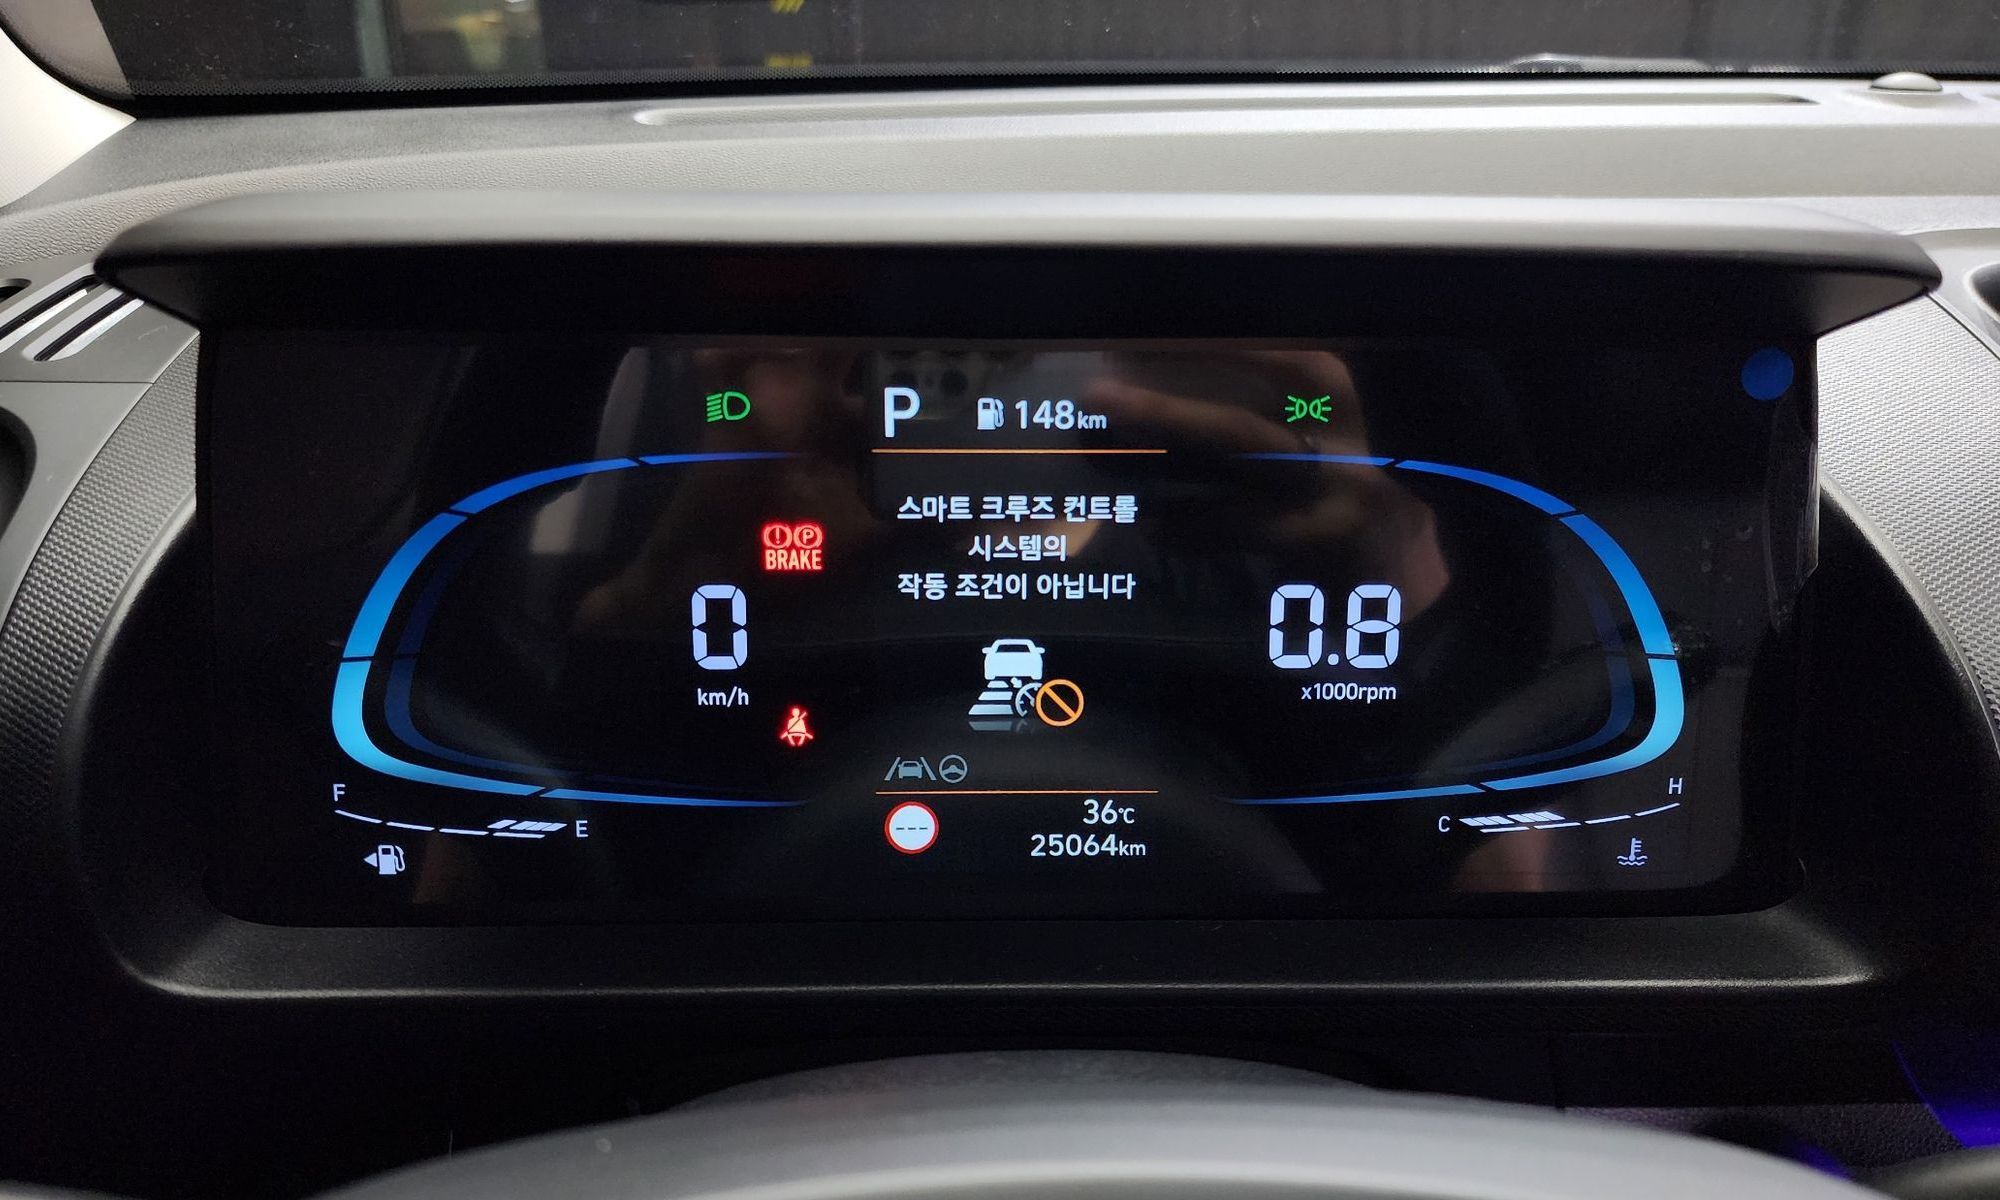 P 148km
스마트 크루즈 컨트롤
시스템의
작동 조건이 아닙니다
! P
BRAKE
0
km/h
0.8
x1000rpm
F
E
C
H
---
36°C
25064km